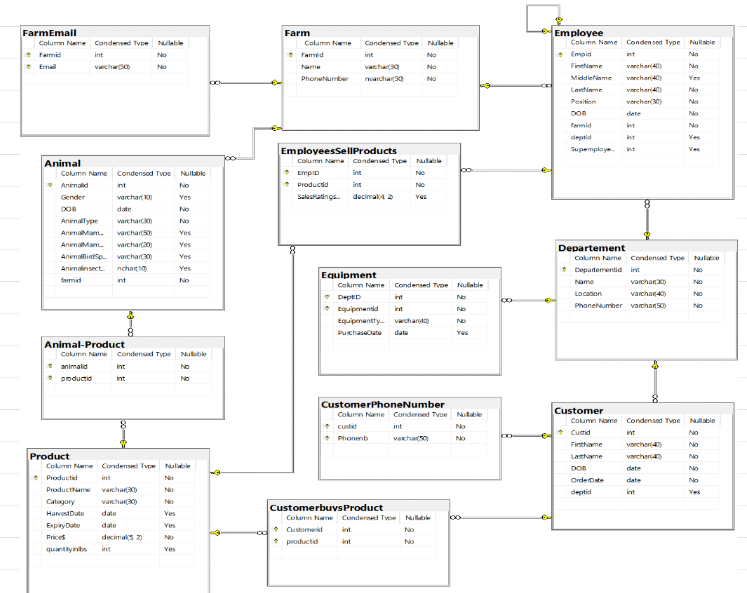 FarmEmail
Column Name Condensed Type Nullable
Farmid int No
Email varchar(50) No
Farm
Column Name Condensed Type Nullable
FarmId int No
Name varchar(30) No
PhoneNumber nvarchar(50) No
Employee
Column Name Condensed Type Nullable
Empid int No
FirstName varchar(40) No
MiddleName varchar(40) Yes
LastName varchar(40) No
Position varchar(30) No
DOB date No
farmid int No
deptid int Yes
Superemploye... int Yes
Animal
Column Name Condensed Type Nullable
Animalid int No
Gender varchar(10) Yes
DOB date No
AnimalType varchar(30) No
AnimalMam... varchar(50) Yes
AnimalMam... varchar(20) Yes
AnimalBirdSp... varchar(30) Yes
Animalinsect... nchar(10) Yes
farmid int No
EmployeesSellProducts
Column Name Condensed Type Nullable
EmpID int No
Productid int No
SalesRatings... decimal(4, 2) Yes
Departement
Column Name Condensed Type Nullable
Departementid int No
Name varchar(30) No
Location varchar(40) No
PhoneNumber varchar(50) No
Equipment
Column Name Condensed Type Nullable
DeptID int No
Equipmentid int No
EquipmentTy... varchar(40) No
PurchaseDate date Yes
Animal-Product
Column Name Condensed Type Nullable
animalid int No
productid int No
CustomerPhoneNumber
Column Name Condensed Type Nullable
custid int No
Phonenb varchar(50) No
Customer
Column Name Condensed Type Nullable
Custid int No
FirstName varchar(40) No
LastName varchar(40) No
DOB date No
OrderDate date No
deptid int Yes
Product
Column Name Condensed Type Nullable
Productid int No
ProductName varchar(30) No
Category varchar(30) No
HarvestDate date Yes
ExpiryDate date Yes
Price$ decimal(5, 2) No
quantityinlbs int Yes
CustomerbuysProduct
Column Name Condensed Type Nullable
Customerid int No
productid int No